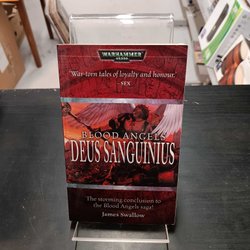 WARHAMMER
40,000
'War-torn tales of loyalty and honour.'
- SFX
BLOOD ANGELS
DEUS SANGUINIUS
The storming conclusion to
the Blood Angels saga!
James Swallow